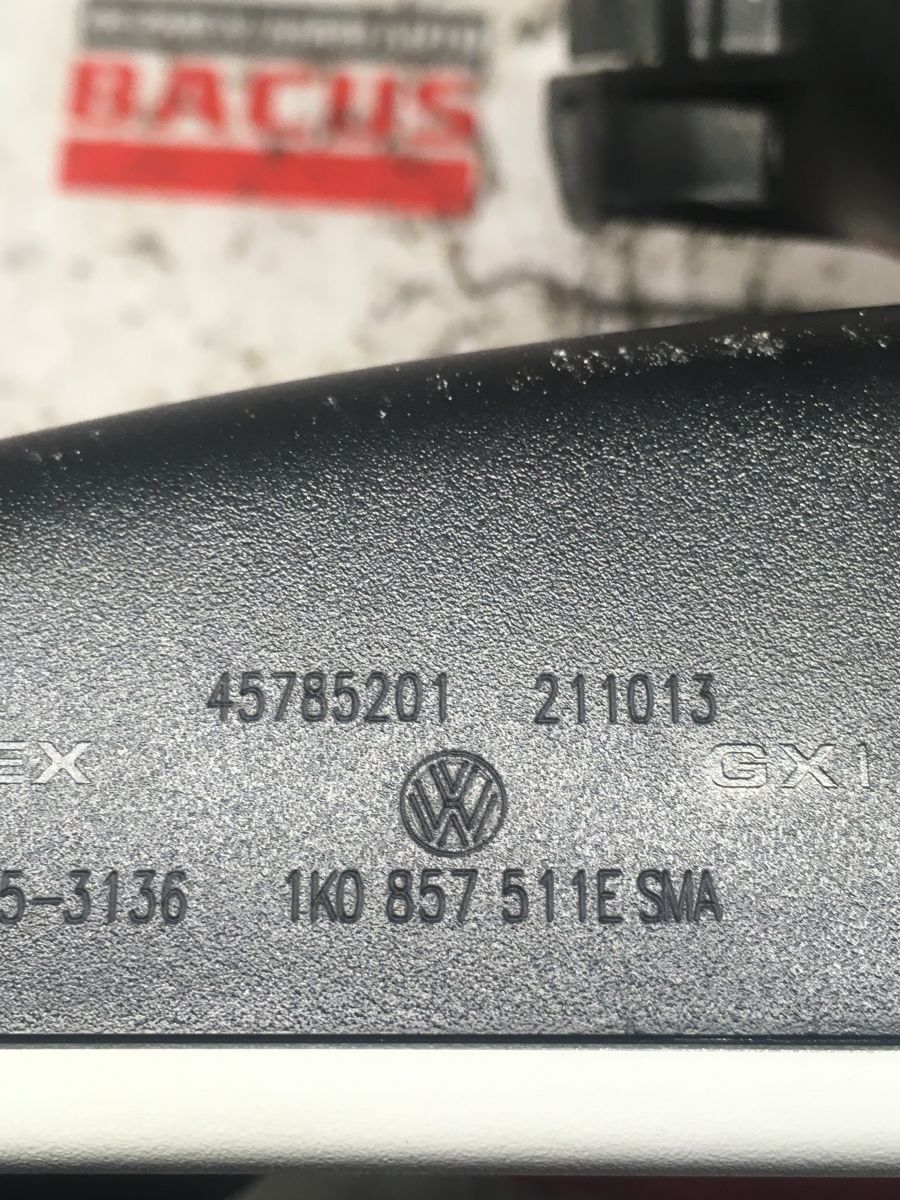 BACUS
45785201 211013
EX GX1
5-3136 1K0 857 511E SMA